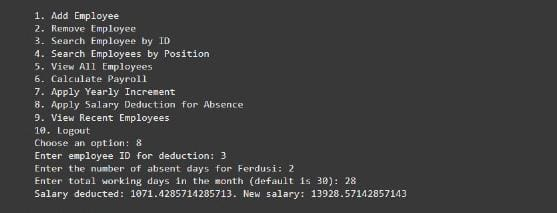 1. Add Employee
2. Remove Employee
3. Search Employee by ID
4. Search Employees by Position
5. View All Employees
6. Calculate Payroll
7. Apply Yearly Increment
8. Apply Salary Deduction for Absence
9. View Recent Employees
10. Logout
Choose an option: 8
Enter employee ID for deduction: 3
Enter the number of absent days for Ferdusi: 2
Enter total working days in the month (default is 30): 28
Salary deducted: 1071.4285714285713. New salary: 13928.57142857143